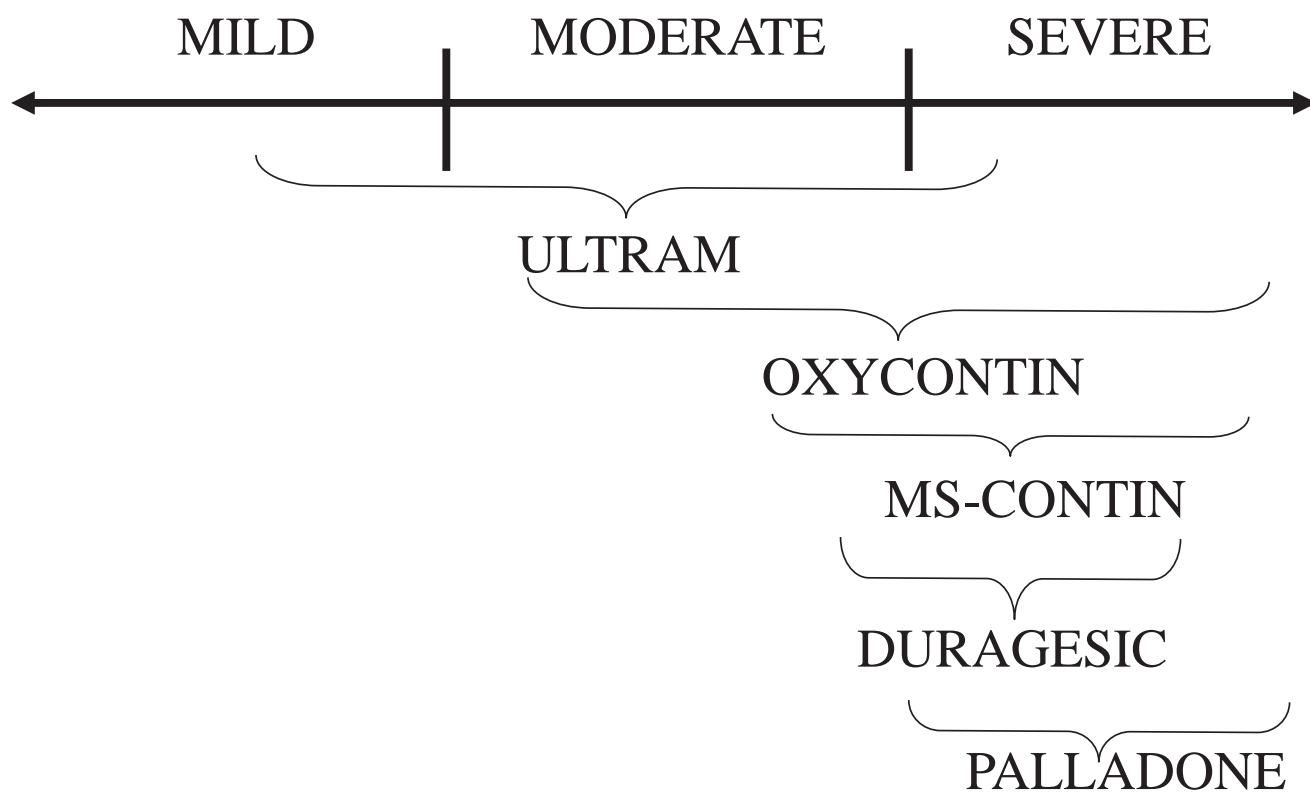 MILD MODERATE SEVERE
ULTRAM
OXYCONTIN
MS-CONTIN
DURAGESIC
PALLADONE